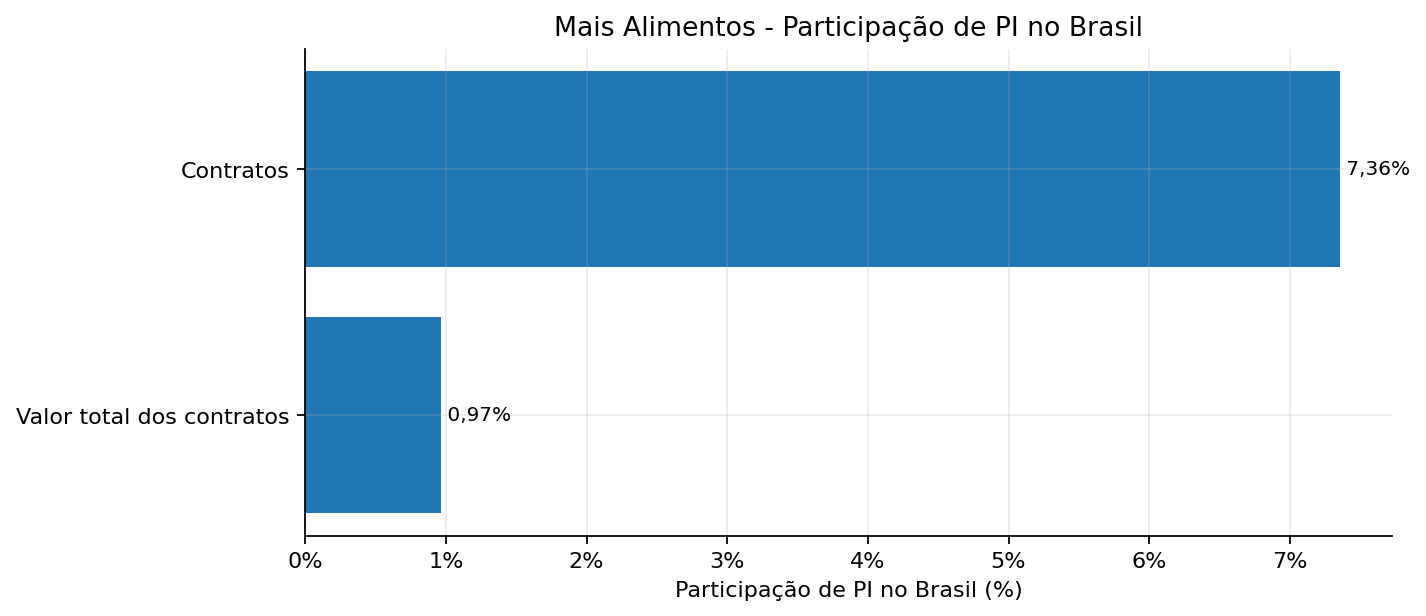 Mais Alimentos - Participação de PI no Brasil
Contratos
7,36%
Valor total dos contratos
0,97%
0%
1%
2%
3%
4%
5%
6%
7%
Participação de PI no Brasil (%)